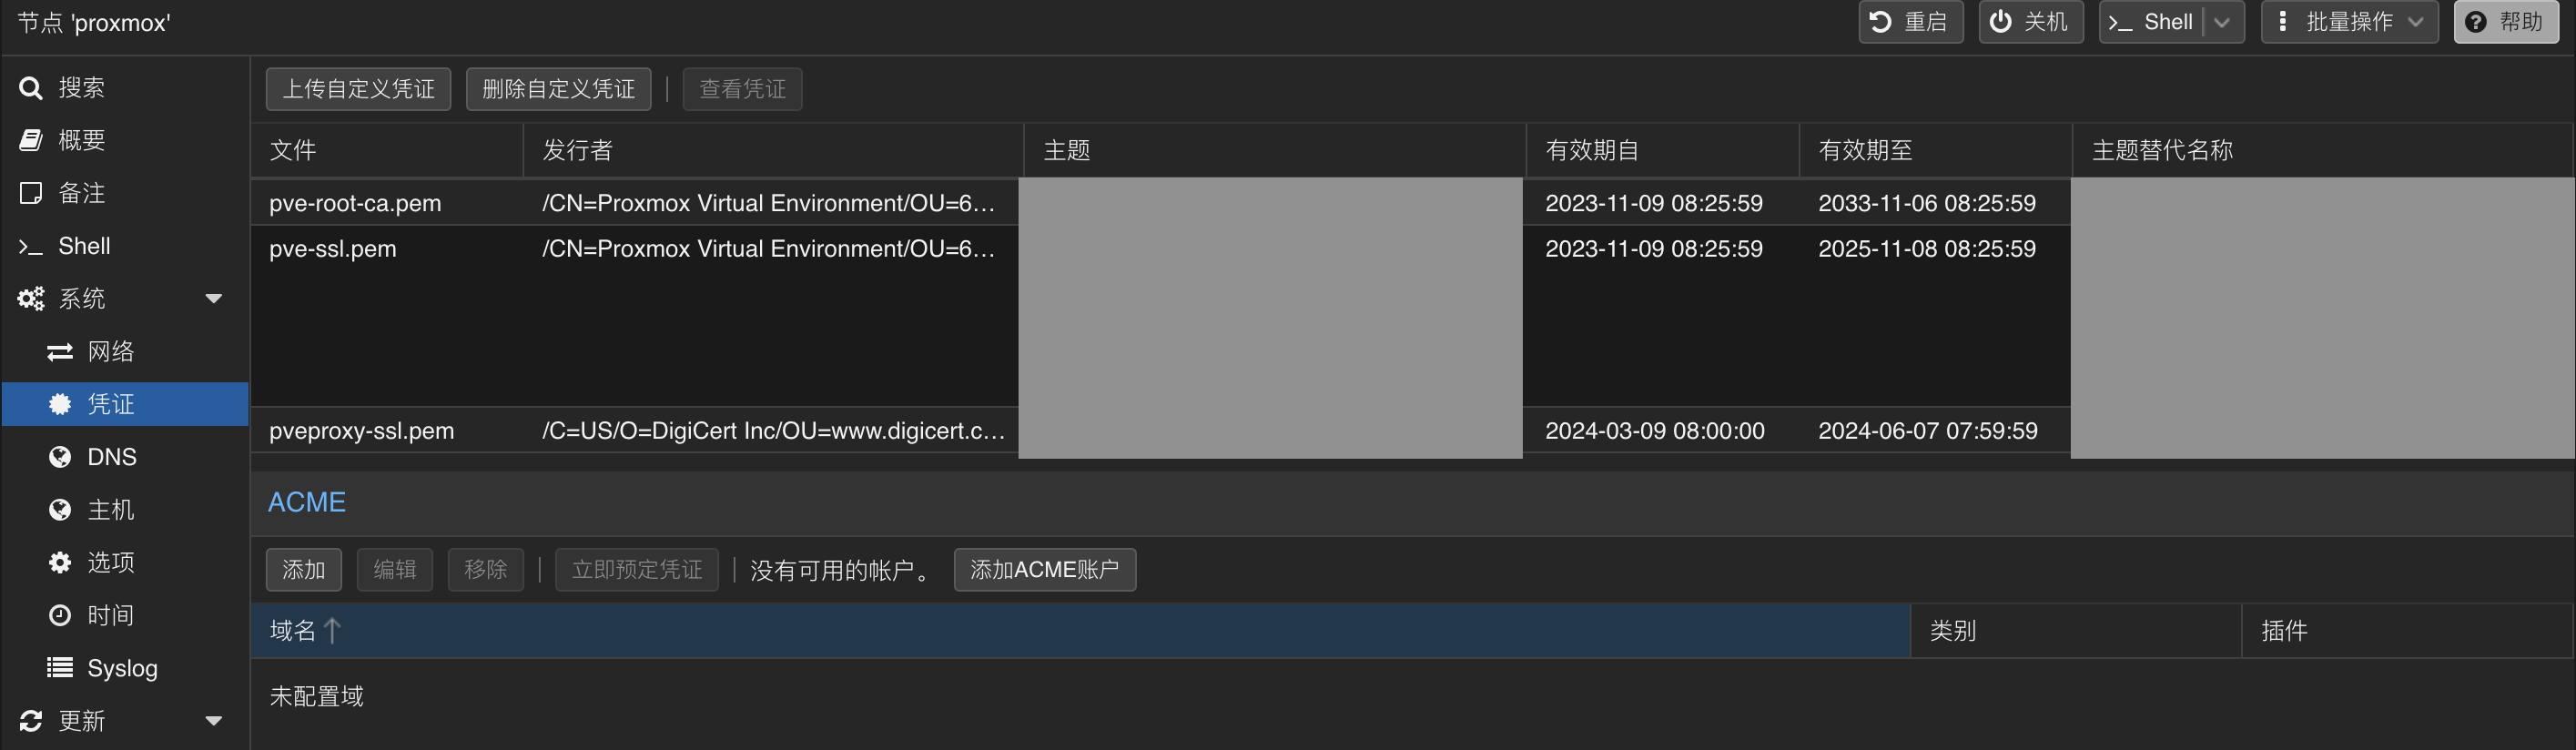 节点 'proxmox'
重启
关机
Shell
批量操作
帮助
搜索
概要
备注
Shell
系统
网络
凭证
DNS
主机
选项
时间
Syslog
更新
上传自定义凭证 删除自定义凭证 查看凭证
文件 发行者 主题 有效期自 有效期至 主题替代名称
pve-root-ca.pem /CN=Proxmox Virtual Environment/OU=6... 2023-11-09 08:25:59 2033-11-06 08:25:59
pve-ssl.pem /CN=Proxmox Virtual Environment/OU=6... 2023-11-09 08:25:59 2025-11-08 08:25:59
pveproxy-ssl.pem /C=US/O=DigiCert Inc/OU=www.digicert.c... 2024-03-09 08:00:00 2024-06-07 07:59:59
ACME
添加 编辑 移除 立即预定凭证 没有可用的帐户。 添加ACME账户
域名 类别 插件
未配置域